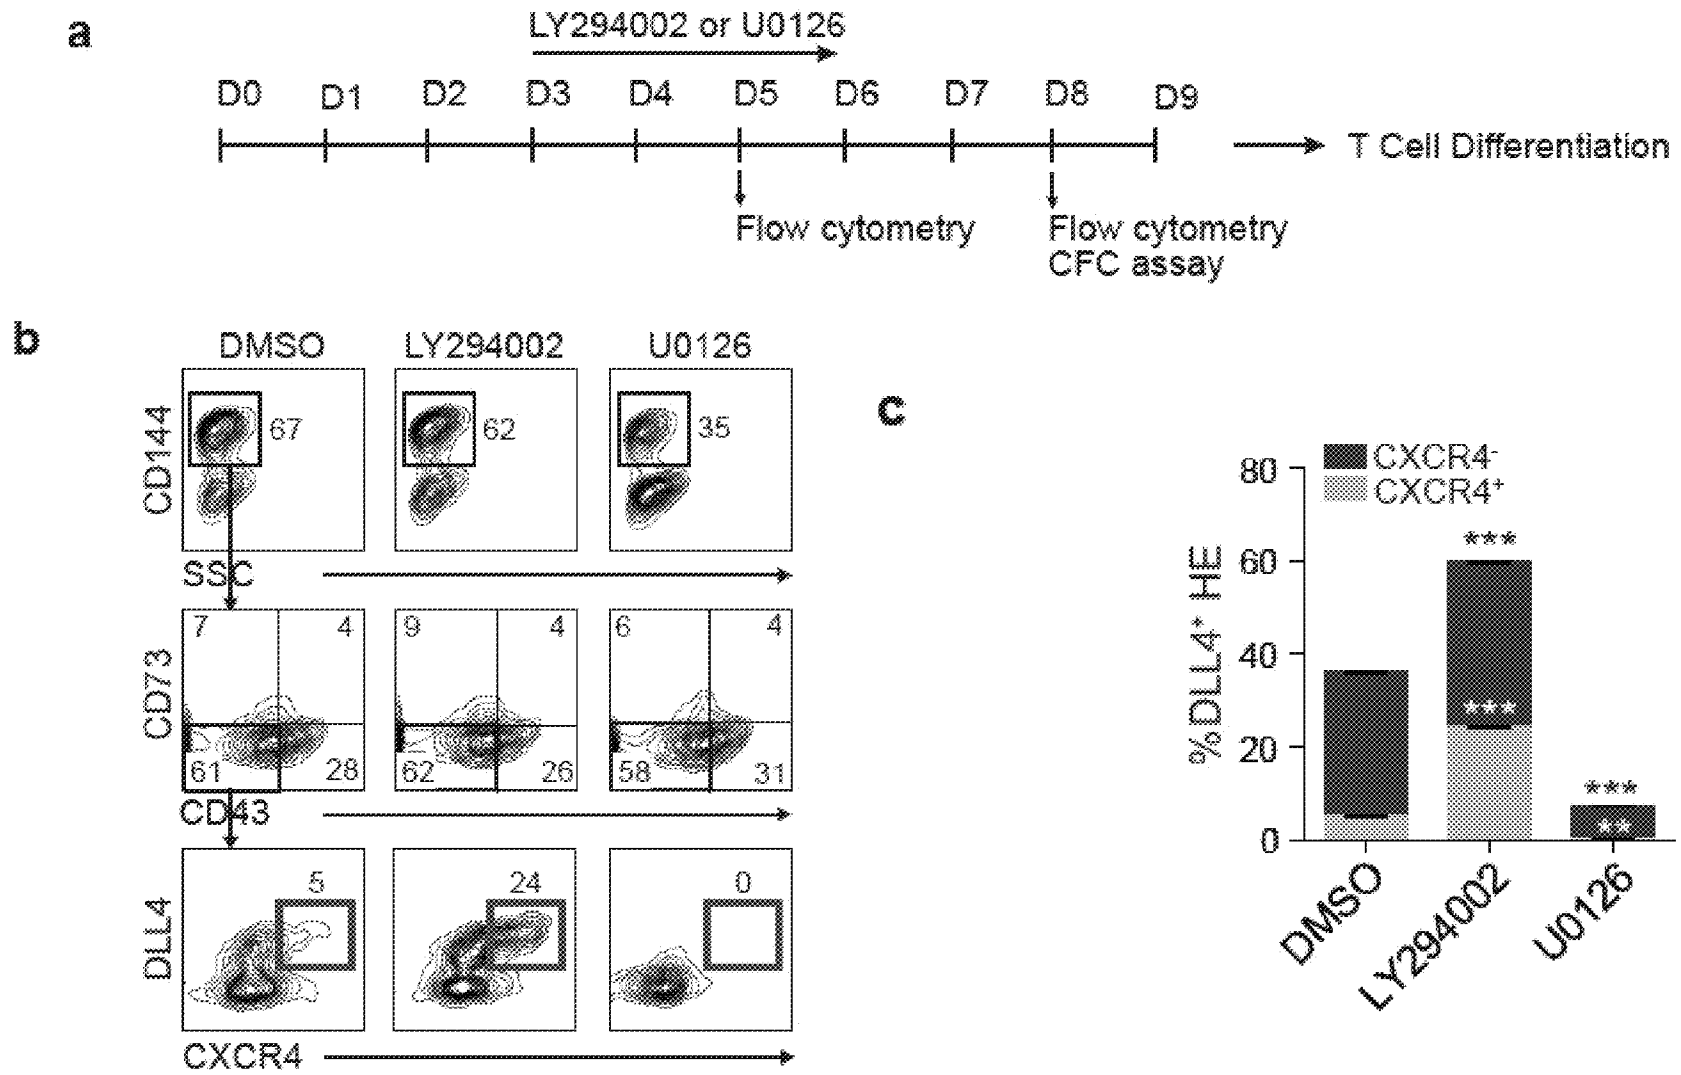 a
LY294002 or U0126
D0 D1 D2 D3 D4 D5 D6 D7 D8 D9
T Cell Differentiation
Flow cytometry
Flow cytometry
CFC assay
b
DMSO LY294002 U0126
CD144
67 62 35
SSC
CD73
7 4 9 4 6 4
61 28 62 26 58 31
CD43
DLL4
5 24 0
CXCR4
c
CXCR4-
CXCR4+
%DLL4+ HE
80
60
40
20
0
***
***
***
**
DMSO LY294002 U0126